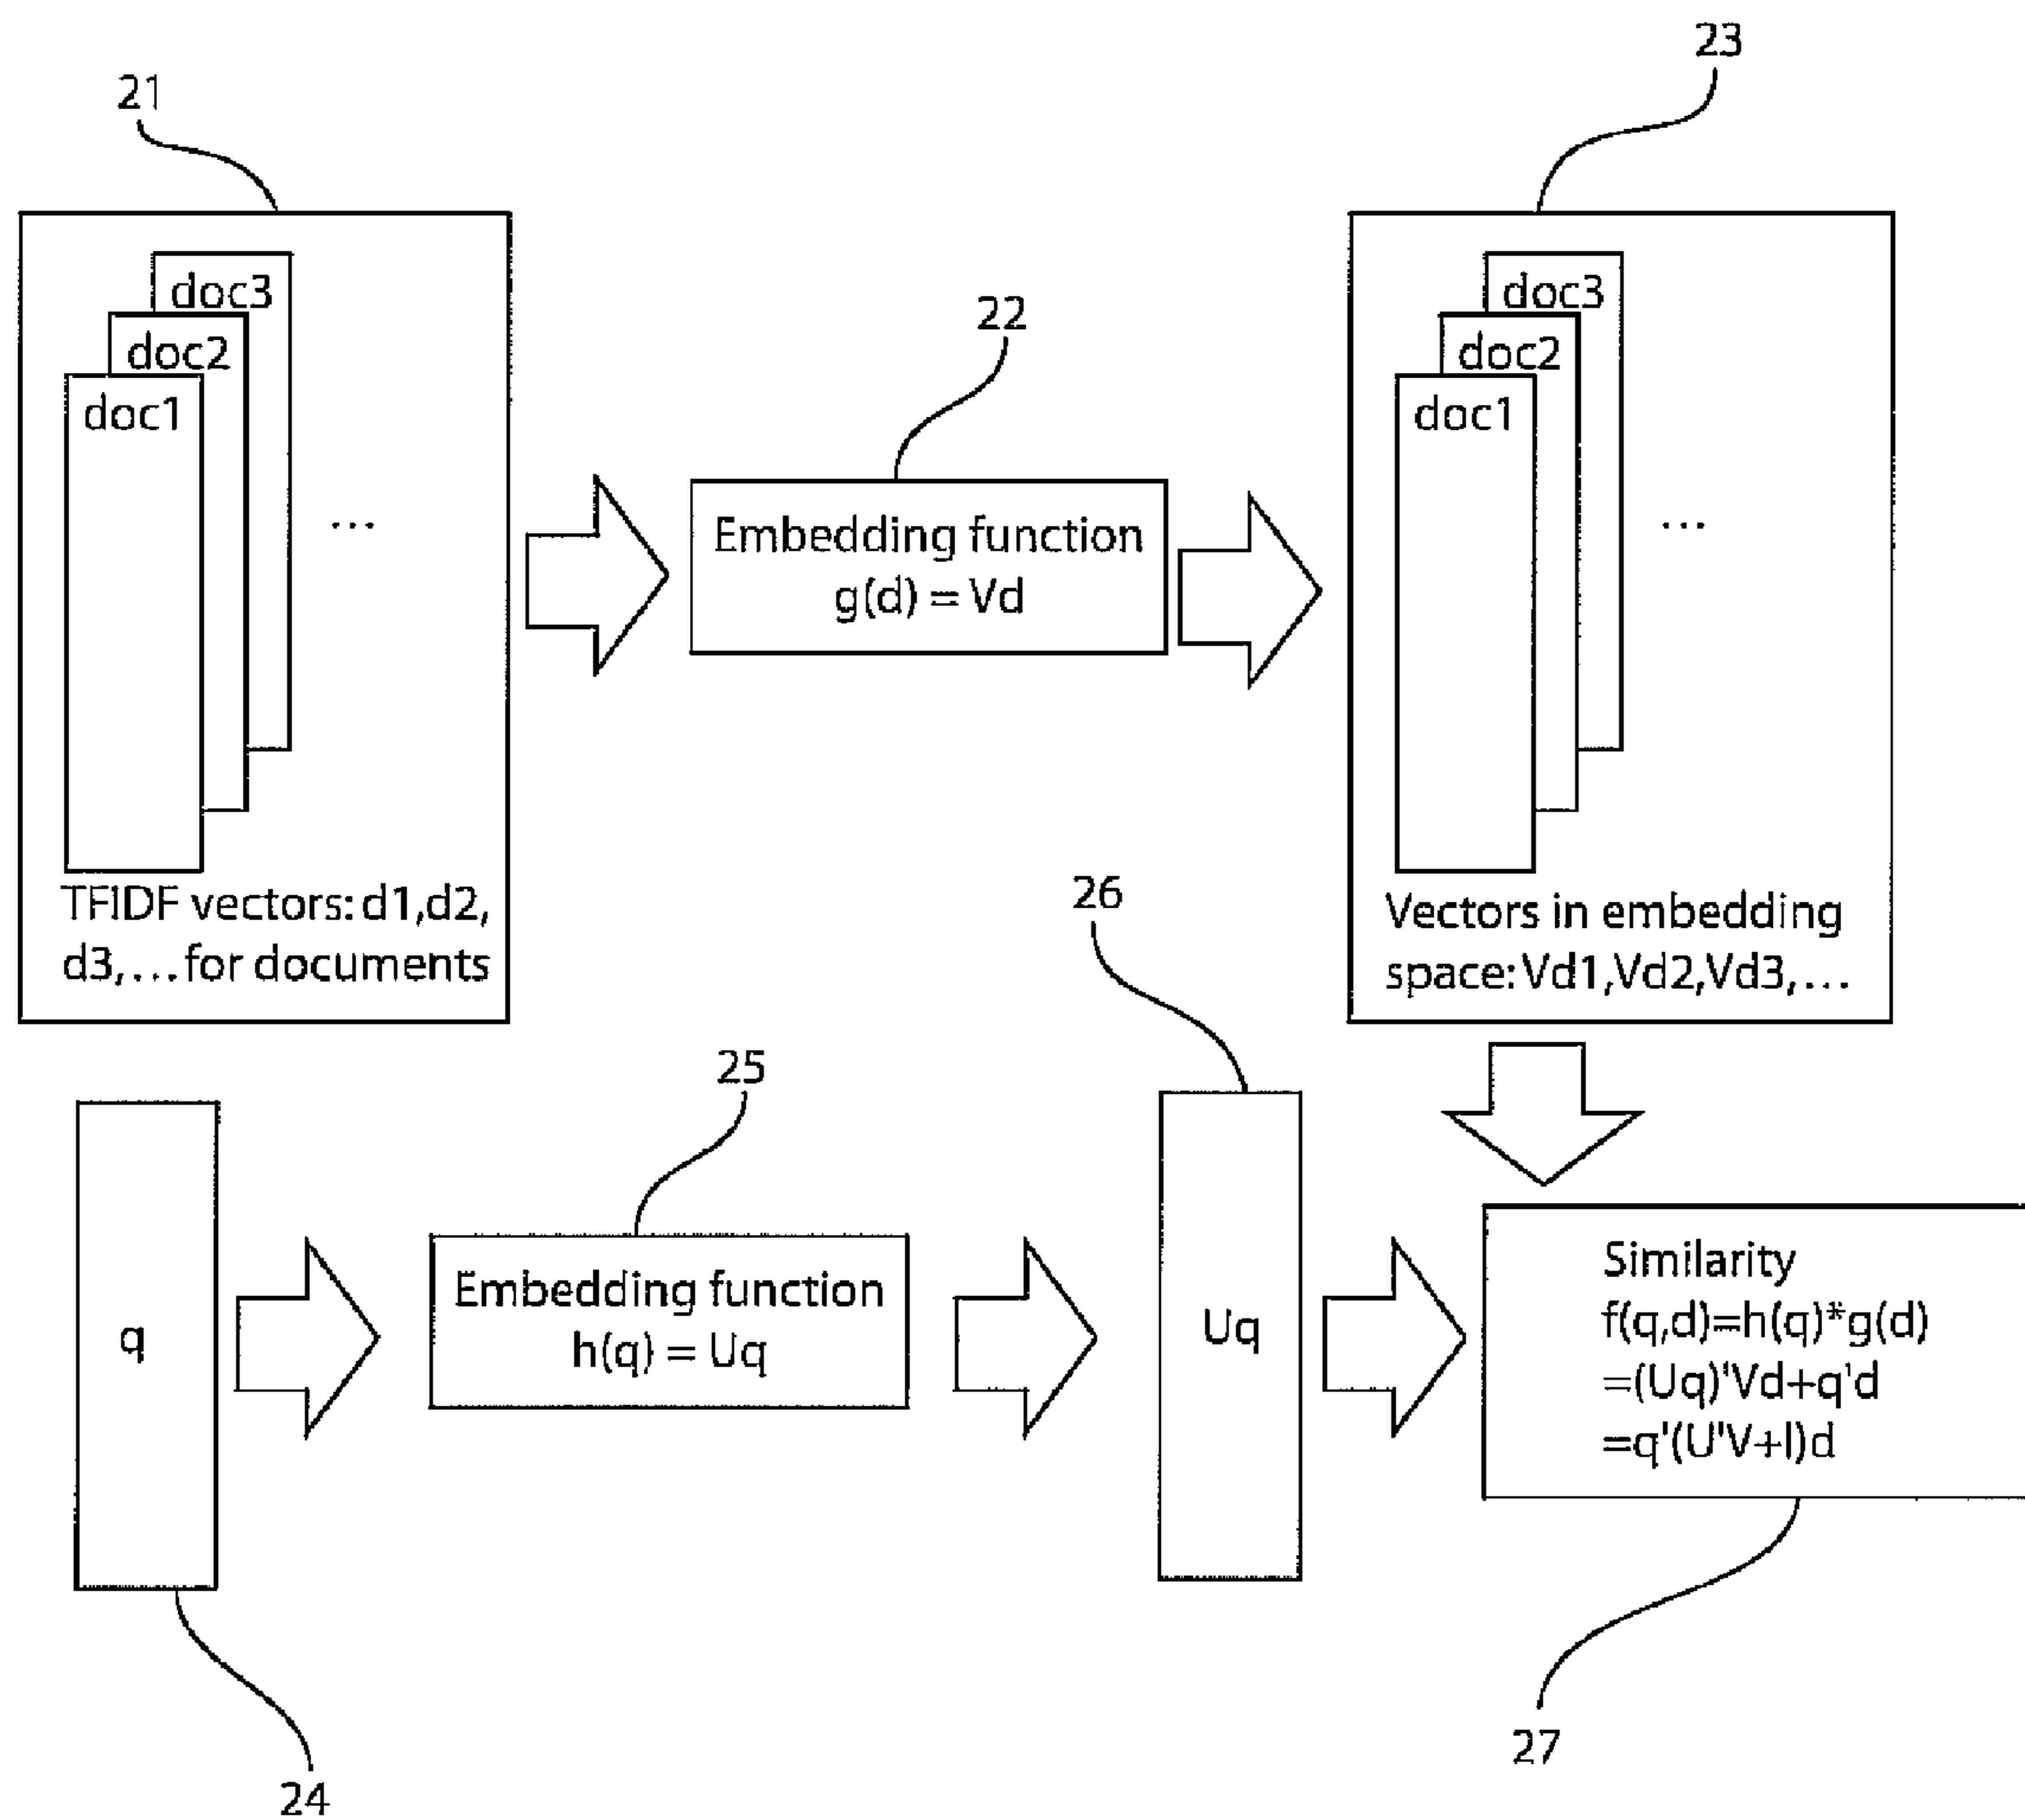 21
23
doc3
doc2
doc1
...
TFIDF vectors: d1,d2,
d3,... for documents
22
Embedding function
g(d) = Vd
doc3
doc2
doc1
...
Vectors in embedding
space: Vd1,Vd2,Vd3,...
q
24
25
Embedding function
h(q) = Uq
26
Uq
Similarity
f(q,d)=h(q)*g(d)
=(Uq)'Vd+q'd
=q'(U'V+I)d
27